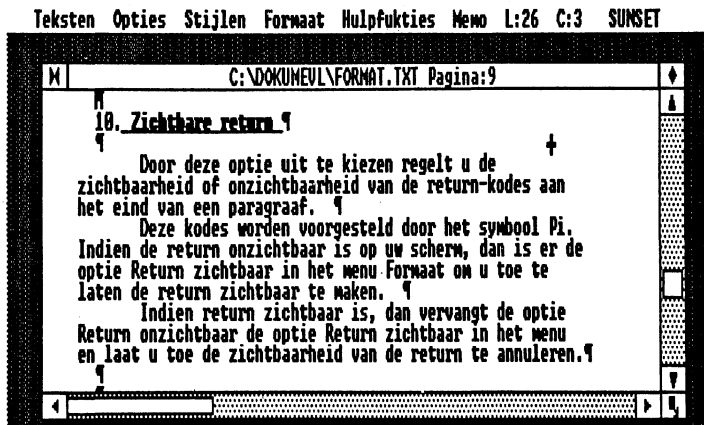 Teksten Opties Stijlen Formaat Hulpfukties Memo L:26 C:3 SUNSET
C:\DOKUMEVL\FORMAT.TXT Pagina:9
¶
10. Zichtbare return ¶
¶
Door deze optie uit te kiezen regelt u de
zichtbaarheid of onzichtbaarheid van de return-kodes aan
het eind van een paragraaf. ¶
Deze kodes worden voorgesteld door het symbool Pi.
Indien de return onzichtbaar is op uw scherm, dan is er de
optie Return zichtbaar in het menu Formaat om u toe te
laten de return zichtbaar te maken. ¶
Indien return zichtbaar is, dan vervangt de optie
Return onzichtbaar de optie Return zichtbaar in het menu
en laat u toe de zichtbaarheid van de return te annuleren.¶
¶